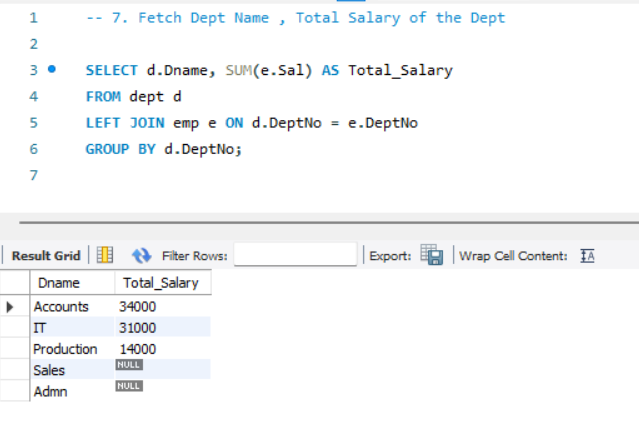 1 -- 7. Fetch Dept Name , Total Salary of the Dept
2
3 SELECT d.Dname, SUM(e.Sal) AS Total_Salary
4 FROM dept d
5 LEFT JOIN emp e ON d.DeptNo = e.DeptNo
6 GROUP BY d.DeptNo;
7
Result Grid Filter Rows: Export: Wrap Cell Content: IA
Dname Total_Salary
Accounts 34000
IT 31000
Production 14000
Sales NULL
Admn NULL